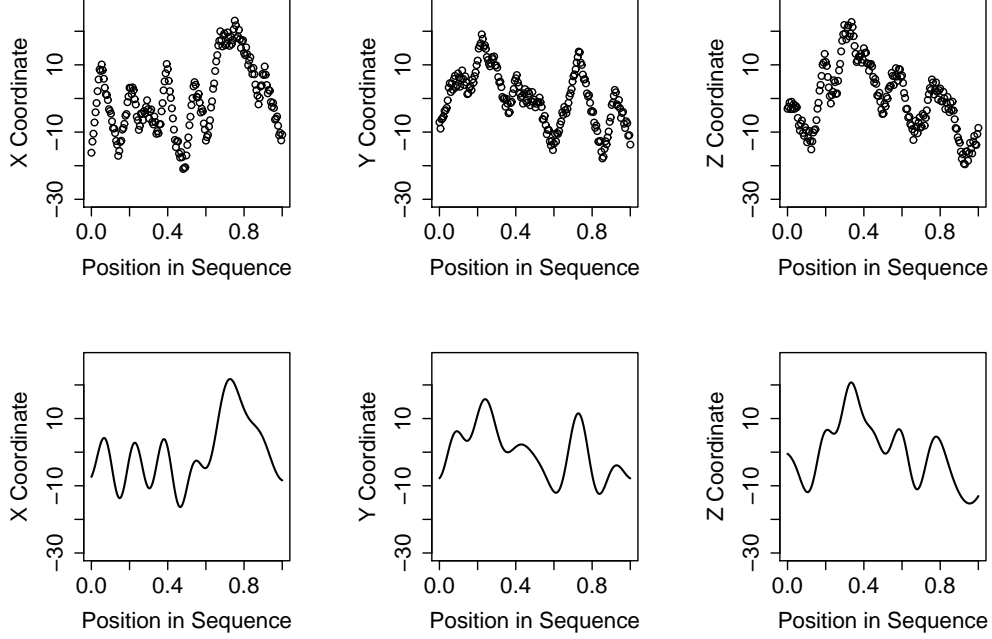 X Coordinate
10
−10
−30
0.0 0.4 0.8
Position in Sequence
Y Coordinate
10
−10
−30
0.0 0.4 0.8
Position in Sequence
Z Coordinate
10
−10
−30
0.0 0.4 0.8
Position in Sequence
X Coordinate
10
−10
−30
0.0 0.4 0.8
Position in Sequence
Y Coordinate
10
−10
−30
0.0 0.4 0.8
Position in Sequence
Z Coordinate
10
−10
−30
0.0 0.4 0.8
Position in Sequence